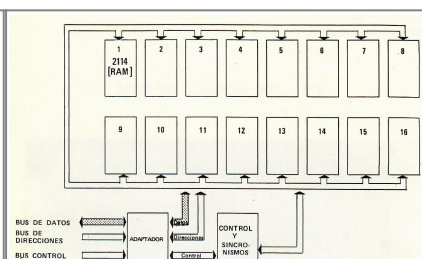 1 2 3 4 5 6 7 8
2114
[RAM]
9 10 11 12 13 14 15 16
BUS DE DATOS
Datos
BUS DE
DIRECCIONES
ADAPTADOR
Direcciones
CONTROL
Y
SINCRO-
NISMOS
BUS CONTROL
Control